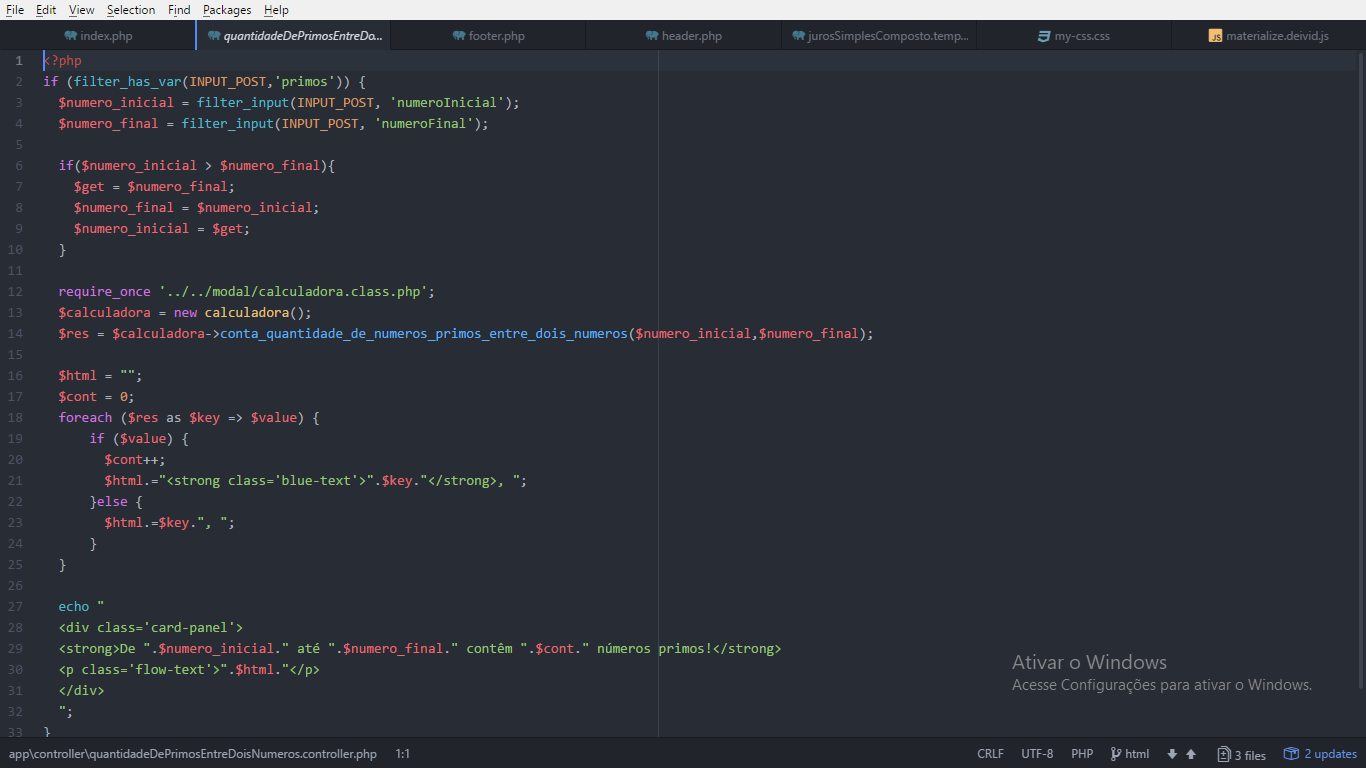 File Edit View Selection Find Packages Help
index.php quantidadeDePrimosEntreDo... footer.php header.php jurosSimplesComposto.temp... my-css.css materialize.deivid.js
1 <?php
2 if (filter_has_var(INPUT_POST,'primos')) {
3 $numero_inicial = filter_input(INPUT_POST, 'numeroInicial');
4 $numero_final = filter_input(INPUT_POST, 'numeroFinal');
5
6 if($numero_inicial > $numero_final){
7 $get = $numero_final;
8 $numero_final = $numero_inicial;
9 $numero_inicial = $get;
10 }
11
12 require_once '../../modal/calculadora.class.php';
13 $calculadora = new calculadora();
14 $res = $calculadora->conta_quantidade_de_numeros_primos_entre_dois_numeros($numero_inicial,$numero_final);
15
16 $html = "";
17 $cont = 0;
18 foreach ($res as $key => $value) {
19 if ($value) {
20 $cont++;
21 $html.="<strong class='blue-text'>".$key."</strong>, ";
22 }else {
23 $html.=$key.", ";
24 }
25 }
26
27 echo "
28 <div class='card-panel'>
29 <strong>De ".$numero_inicial." até ".$numero_final." contêm ".$cont." números primos!</strong>
30 <p class='flow-text'>".$html."</p>
31 </div>
32 ";
33 }
Ativar o Windows
Acesse Configurações para ativar o Windows.
app\controller\quantidadeDePrimosEntreDoisNumeros.controller.php 1:1 CRLF UTF-8 PHP html 3 files 2 updates